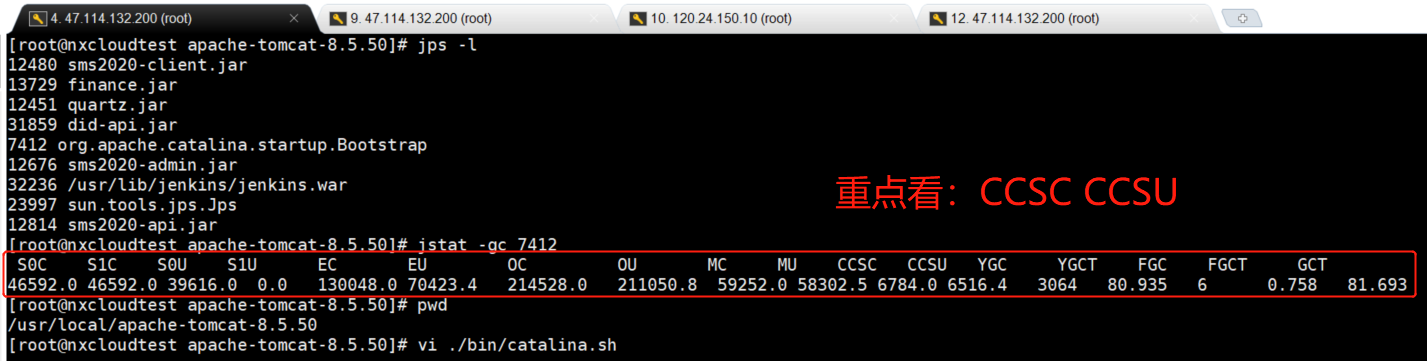 4. 47.114.132.200 (root)
9. 47.114.132.200 (root)
10. 120.24.150.10 (root)
12. 47.114.132.200 (root)
[root@nxcloudtest apache-tomcat-8.5.50]# jps -l
12480 sms2020-client.jar
13729 finance.jar
12451 quartz.jar
31859 did-api.jar
7412 org.apache.catalina.startup.Bootstrap
12676 sms2020-admin.jar
32236 /usr/lib/jenkins/jenkins.war
23997 sun.tools.jps.Jps
12814 sms2020-api.jar
重点看：CCSC CCSU
[root@nxcloudtest apache-tomcat-8.5.50]# jstat -gc 7412
S0C S1C S0U S1U EC EU OC OU MC MU CCSC CCSU YGC YGCT FGC FGCT GCT
46592.0 46592.0 39616.0 0.0 130048.0 70423.4 214528.0 211050.8 59252.0 58302.5 6784.0 6516.4 3064 80.935 6 0.758 81.693
[root@nxcloudtest apache-tomcat-8.5.50]# pwd
/usr/local/apache-tomcat-8.5.50
[root@nxcloudtest apache-tomcat-8.5.50]# vi ./bin/catalina.sh